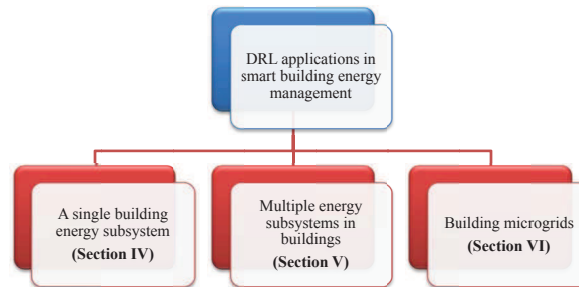 DRL applications in
smart building energy
management
A single building
energy subsystem
(Section IV)
Multiple energy
subsystems in
buildings
(Section V)
Building microgrids
(Section VI)